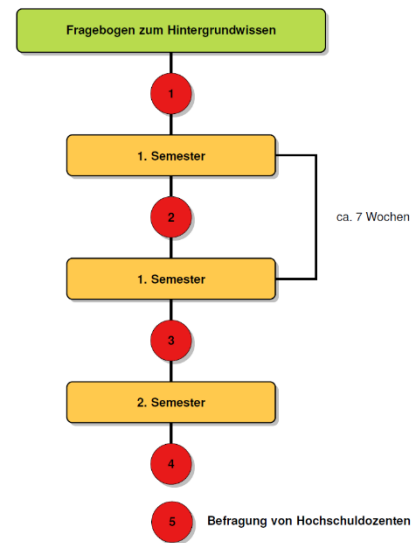 Fragebogen zum Hintergrundwissen
1
1. Semester
2
ca. 7 Wochen
1. Semester
3
2. Semester
4
5 Befragung von Hochschuldozenten